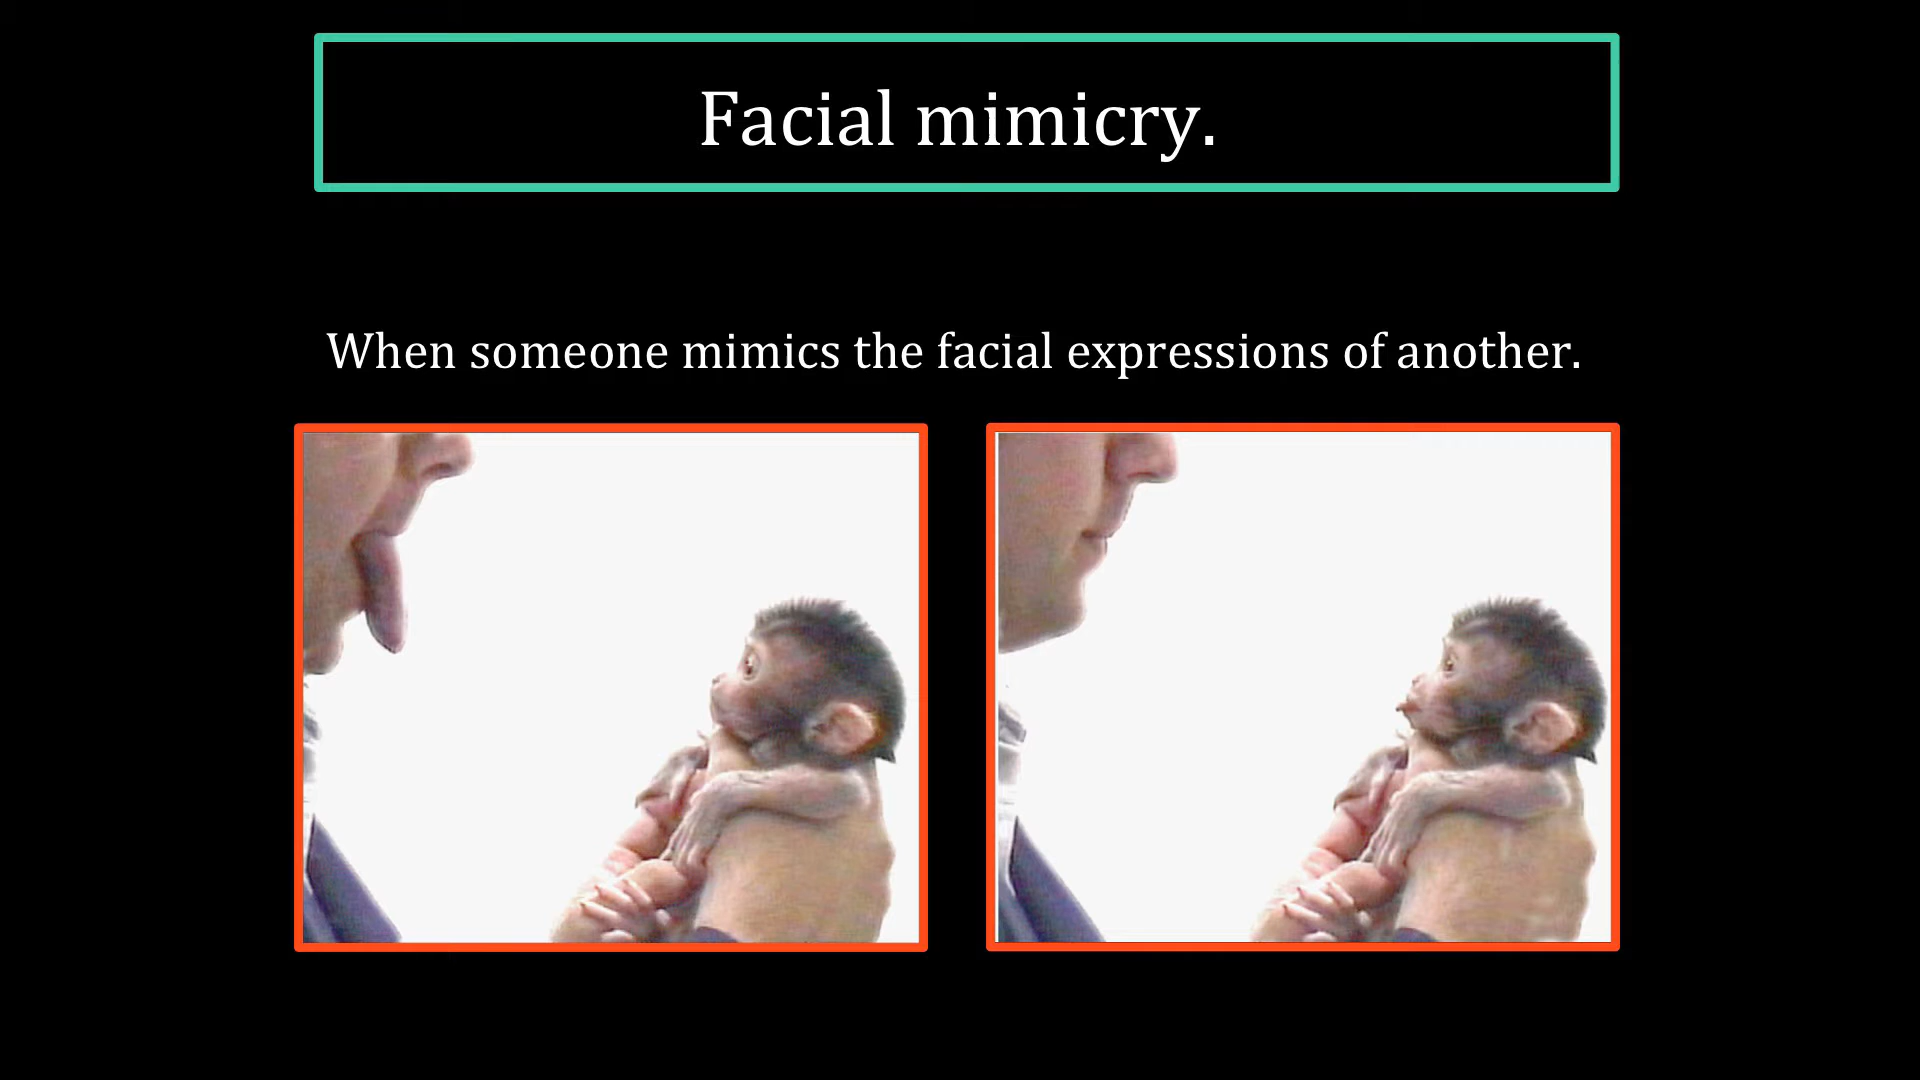 Facial mimicry.
When someone mimics the facial expressions of another.